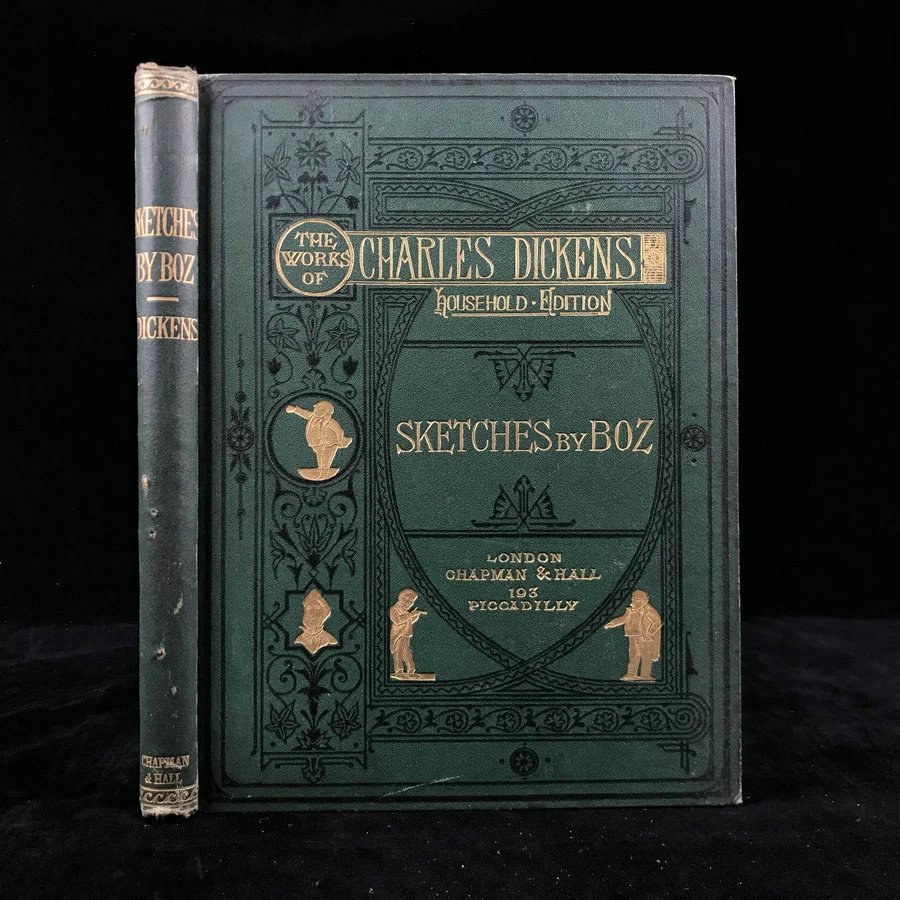 SKETCHES
BY BOZ
DICKENS
CHAPMAN
& HALL
THE
WORKS
OF
CHARLES DICKENS
HOUSEHOLD · EDITION
SKETCHES BY BOZ
LONDON
CHAPMAN & HALL
193
PICCADILLY